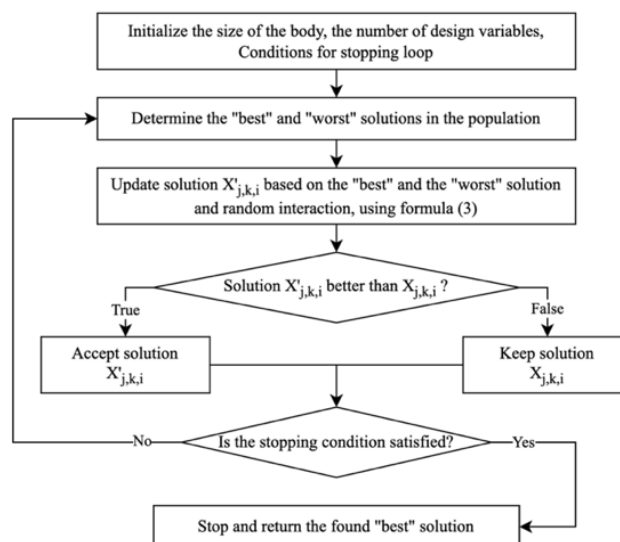 Initialize the size of the body, the number of design variables,
Conditions for stopping loop
Determine the "best" and "worst" solutions in the population
Update solution X'j,k,i based on the "best" and the "worst" solution
and random interaction, using formula (3)
Solution X'j,k,i better than Xj,k,i ?
True
False
Accept solution
X'j,k,i
Keep solution
Xj,k,i
No
Is the stopping condition satisfied?
Yes
Stop and return the found "best" solution